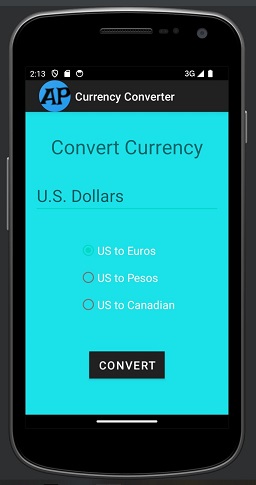 2:13 3G
AP Currency Converter
Convert Currency
U.S. Dollars
US to Euros
US to Pesos
US to Canadian
CONVERT